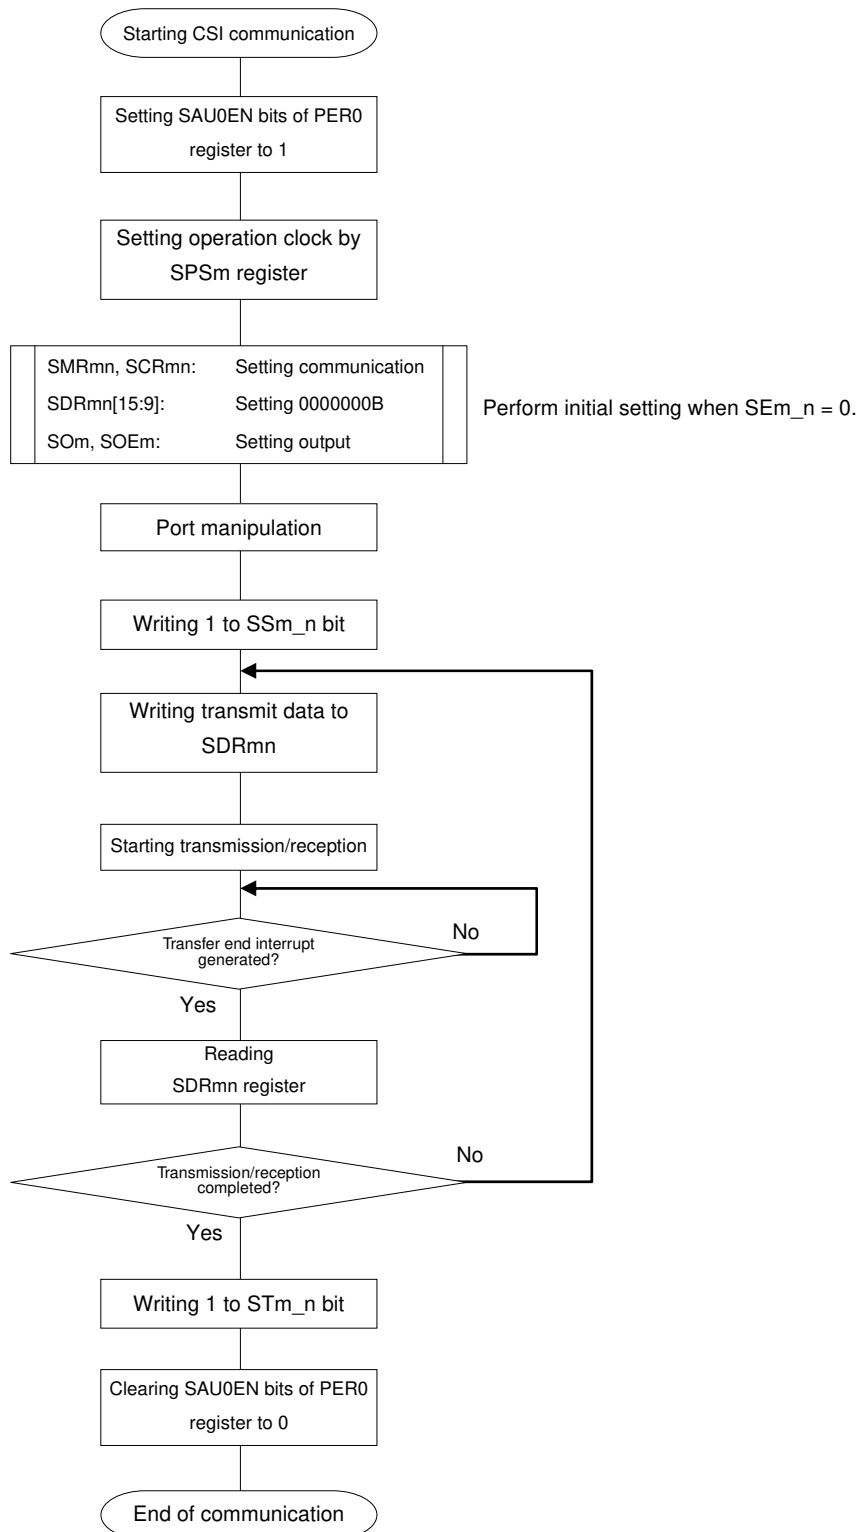 Starting CSI communication
Setting SAU0EN bits of PER0
register to 1
Setting operation clock by
SPSm register
SMRmn, SCRmn: Setting communication
SDRmn[15:9]: Setting 0000000B
SOm, SOEm: Setting output
Perform initial setting when SEm_n = 0.
Port manipulation
Writing 1 to SSm_n bit
Writing transmit data to
SDRmn
Starting transmission/reception
Transfer end interrupt
generated?
No
Yes
Reading
SDRmn register
Transmission/reception
completed?
No
Yes
Writing 1 to STm_n bit
Clearing SAU0EN bits of PER0
register to 0
End of communication